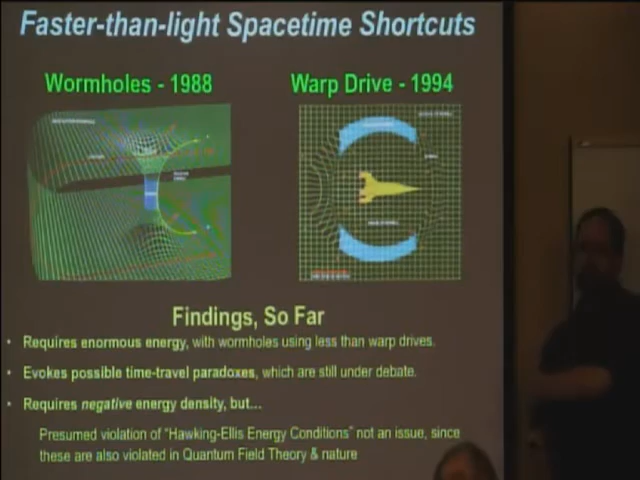 Faster-than-light Spacetime Shortcuts
Wormholes - 1988
Warp Drive - 1994
Findings, So Far
• Requires enormous energy, with wormholes using less than warp drives.
• Evokes possible time-travel paradoxes, which are still under debate.
• Requires negative energy density, but...
Presumed violation of "Hawking-Ellis Energy Conditions" not an issue, since
these are also violated in Quantum Field Theory & nature